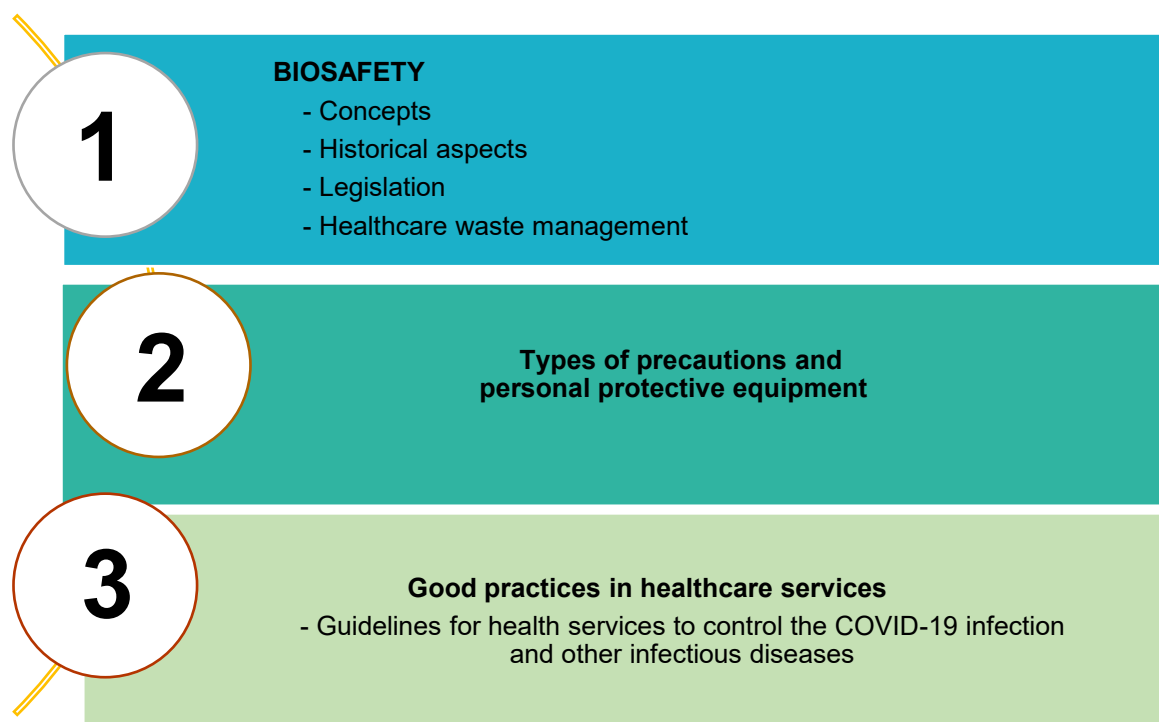 1
BIOSAFETY
- Concepts
- Historical aspects
- Legislation
- Healthcare waste management
2
Types of precautions and
personal protective equipment
3
Good practices in healthcare services
- Guidelines for health services to control the COVID-19 infection
and other infectious diseases